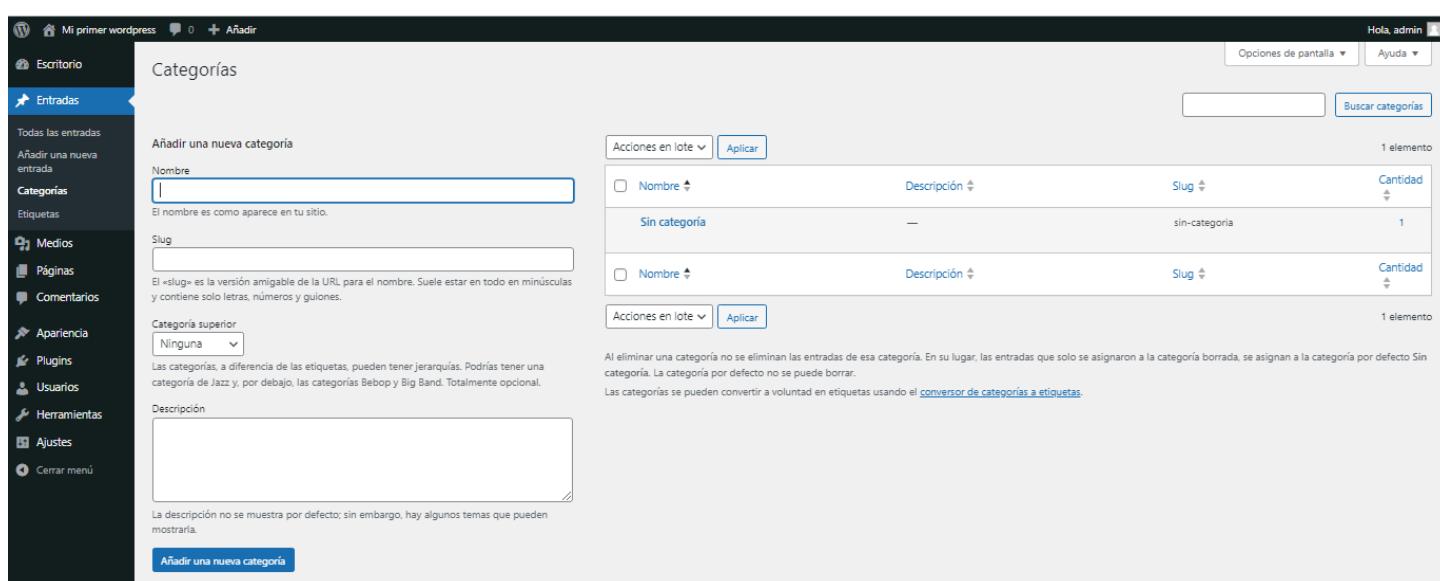 Mi primer wordpress 0 Añadir
Hola, admin
Escritorio
Entradas
Todas las entradas
Añadir una nueva
entrada
Categorías
Etiquetas
Medios
Páginas
Comentarios
Apariencia
Plugins
Usuarios
Herramientas
Ajustes
Cerrar menú
Opciones de pantalla
Ayuda
Categorías
Buscar categorías
Añadir una nueva categoría
Nombre
El nombre es como aparece en tu sitio.
Slug
El «slug» es la versión amigable de la URL para el nombre. Suele estar en todo en minúsculas
y contiene solo letras, números y guiones.
Categoría superior
Ninguna
Las categorías, a diferencia de las etiquetas, pueden tener jerarquías. Podrías tener una
categoría de Jazz y, por debajo, las categorías Bebop y Big Band. Totalmente opcional.
Descripción
La descripción no se muestra por defecto; sin embargo, hay algunos temas que pueden
mostrarla.
Añadir una nueva categoría
Acciones en lote Aplicar
1 elemento
Nombre Descripción Slug Cantidad
Sin categoría — sin-categoria 1
Nombre Descripción Slug Cantidad
Acciones en lote Aplicar
1 elemento
Al eliminar una categoría no se eliminan las entradas de esa categoría. En su lugar, las entradas que solo se asignaron a la categoría borrada, se asignan a la categoría por defecto Sin
categoría. La categoría por defecto no se puede borrar.
Las categorías se pueden convertir a voluntad en etiquetas usando el conversor de categorías a etiquetas.